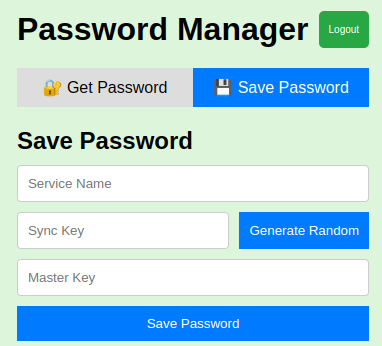 Password Manager
Logout
🔐 Get Password
💾 Save Password
Save Password
Service Name
Sync Key
Generate Random
Master Key
Save Password